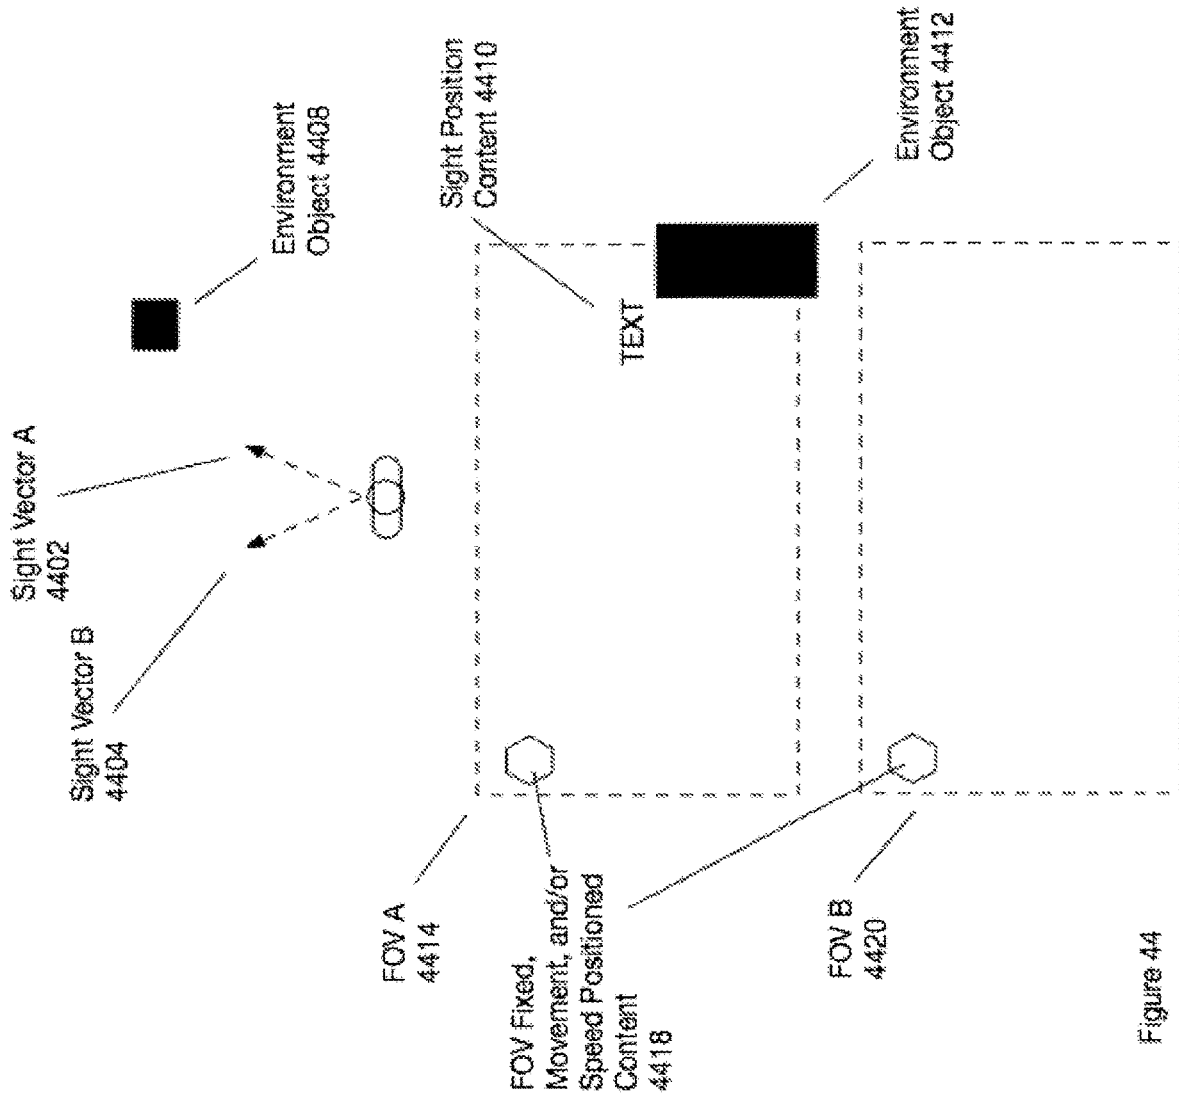 Sight Vector A
4402
Sight Vector B
4404
Environment
Object 4408
FOV A
4414
Sight Position
Content 4410
TEXT
FOV Fixed,
Movement, and/or
Speed Positioned
Content
4418
Environment
Object 4412
FOV B
4420
Figure 44